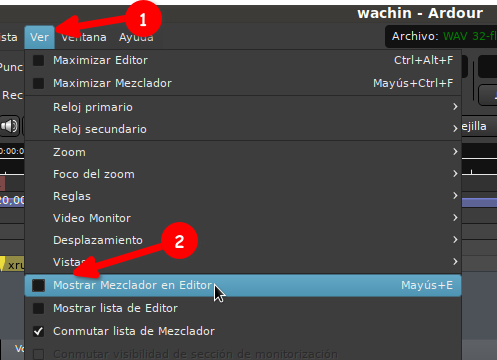 wachin - Ardour
ista Ver Ventana Ayuda Archivo: WAV 32-fl
1
Punc
Maximizar Editor Ctrl+Alt+F
Rec
Maximizar Mezclador Mayús+Ctrl+F
Reloj primario
Reloj secundario
ejilla
Zoom
Foco del zoom
Reglas
20,00
Video Monitor
Desplazamiento
2
Vistas
xru
Mostrar Mezclador en Editor Mayús+E
Mostrar lista de Editor
Conmutar lista de Mezclador
Vo
Conmutar visibilidad de sección de monitorización